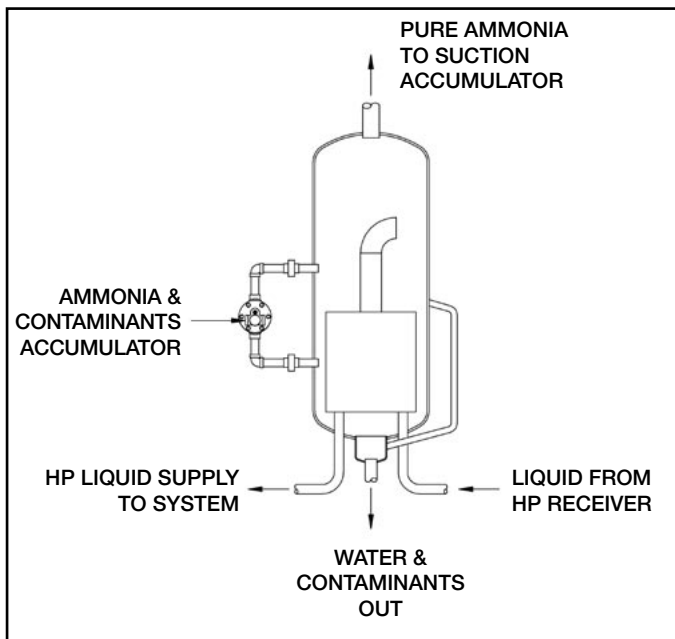 PURE AMMONIA
TO SUCTION
ACCUMULATOR
AMMONIA &
CONTAMINANTS
ACCUMULATOR
HP LIQUID SUPPLY
TO SYSTEM
LIQUID FROM
HP RECEIVER
WATER &
CONTAMINANTS
OUT